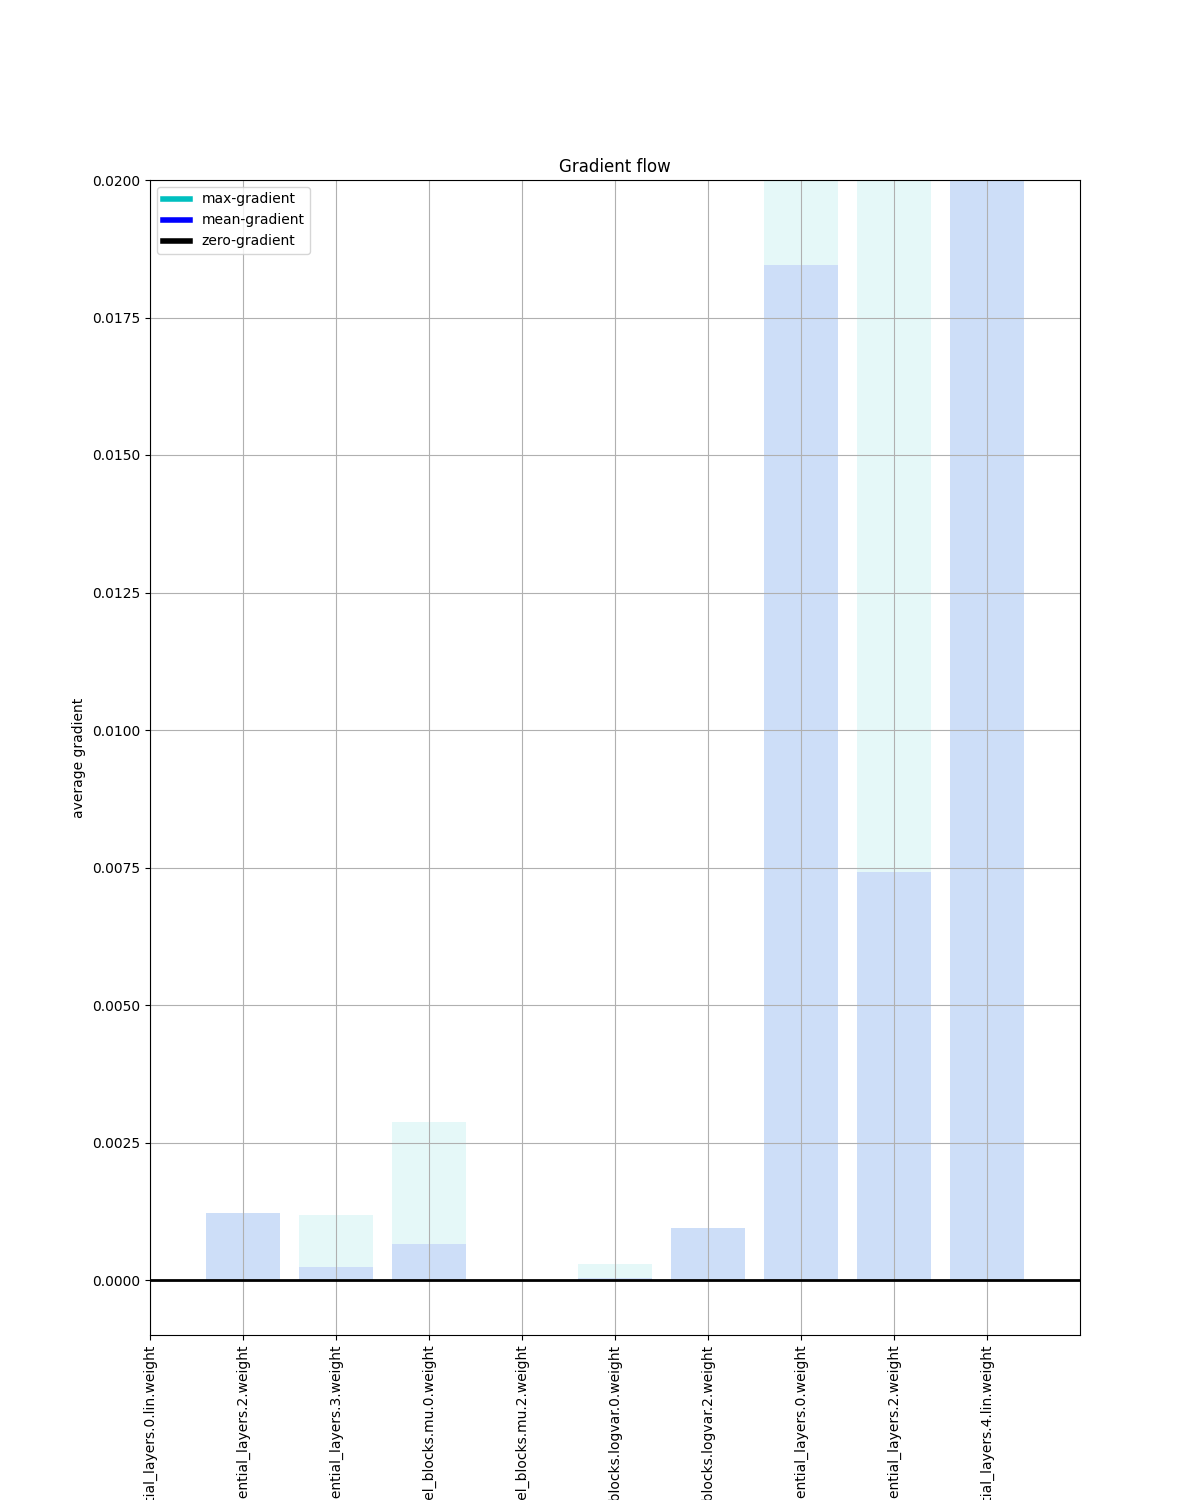 Gradient flow
max-gradient
mean-gradient
zero-gradient
0.0200
0.0175
0.0150
0.0125
0.0100
0.0075
0.0050
0.0025
0.0000
average gradient
tial_layers.0.lin.weight
ential_layers.2.weight
ential_layers.3.weight
el_blocks.mu.0.weight
el_blocks.mu.2.weight
blocks.logvar.0.weight
blocks.logvar.2.weight
ential_layers.0.weight
ential_layers.2.weight
tial_layers.4.lin.weight